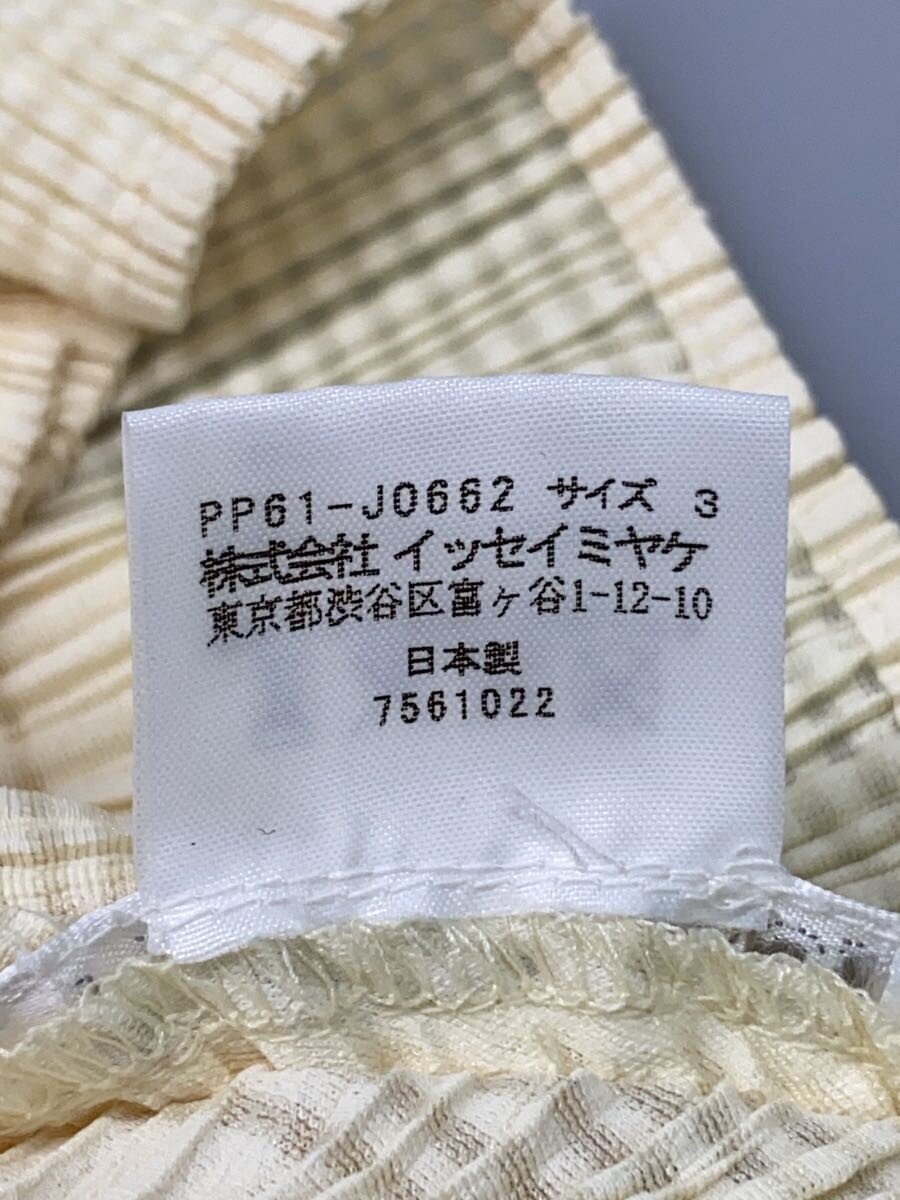 PP61-JO662 サイズ 3
株式会社 イッセイミヤケ
東京都渋谷区富ヶ谷1-12-10
日本製
7561022